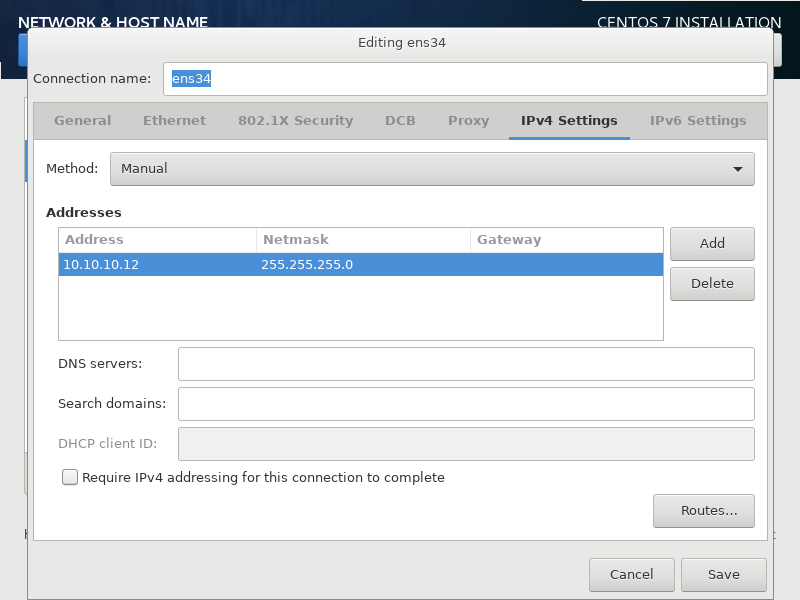 NETWORK & HOST NAME
CENTOS 7 INSTALLATION
Editing ens34
Connection name: ens34
General Ethernet 802.1X Security DCB Proxy IPv4 Settings IPv6 Settings
Method: Manual
Addresses
Address Netmask Gateway
10.10.10.12 255.255.255.0
Add
Delete
DNS servers:
Search domains:
DHCP client ID:
Require IPv4 addressing for this connection to complete
Routes...
Cancel Save